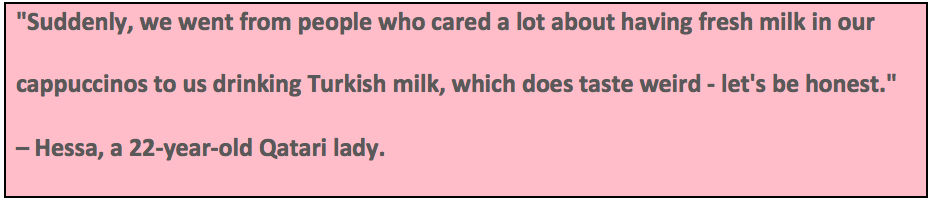 "Suddenly, we went from people who cared a lot about having fresh milk in our
cappuccinos to us drinking Turkish milk, which does taste weird - let's be honest."
– Hessa, a 22-year-old Qatari lady.